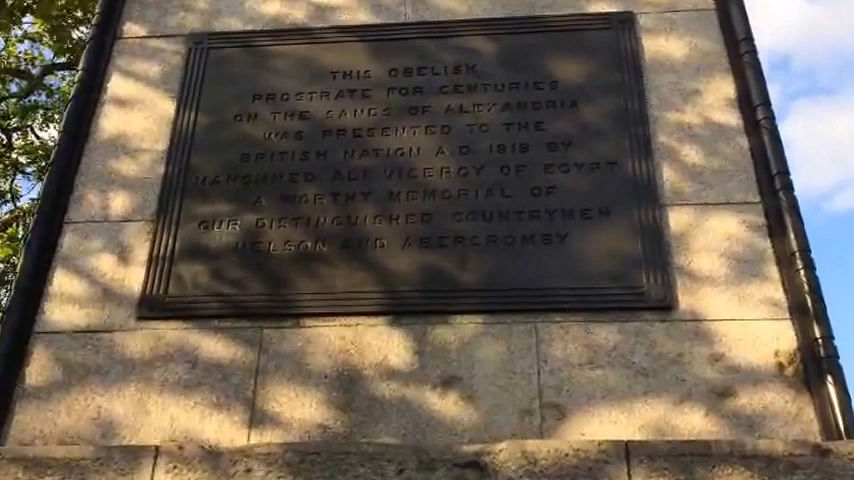 THIS OBELISK
PROSTRATE FOR CENTURIES
ON THE SANDS OF ALEXANDRIA
WAS PRESENTED TO THE
BRITISH NATION A.D. 1819 BY
MAHOMMED ALI VICEROY OF EGYPT
A WORTHY MEMORIAL OF
OUR DISTINGUISHED COUNTRYMEN
NELSON AND ABERCROMBY